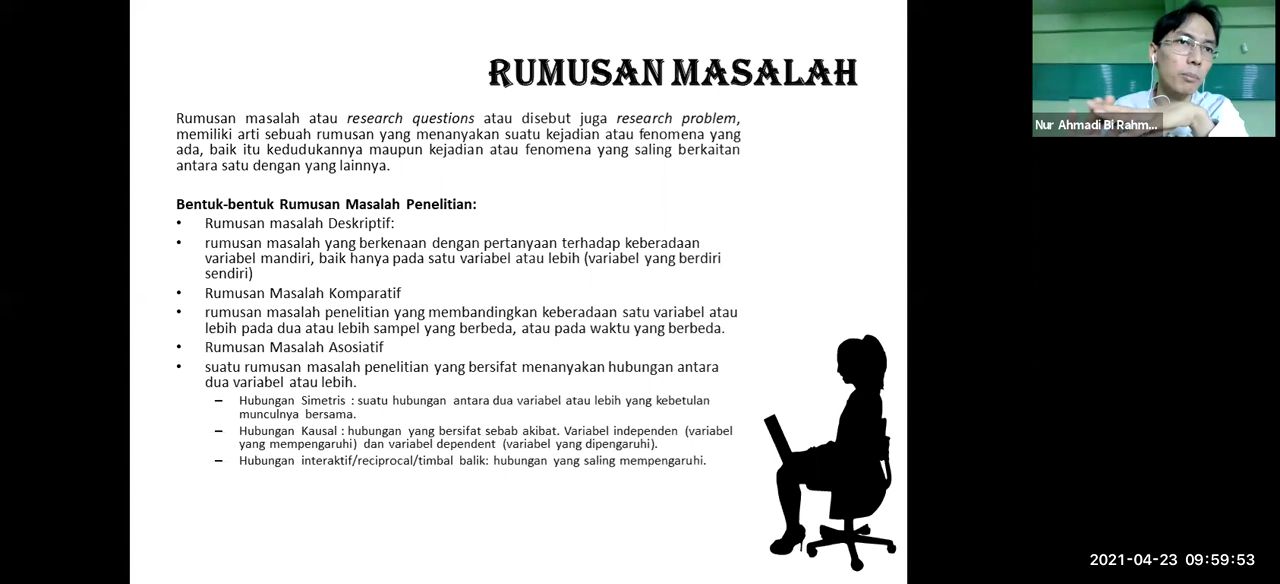 RUMUSAN MASALAH
Rumusan masalah atau research questions atau disebut juga research problem,
memiliki arti sebuah rumusan yang menanyakan suatu kejadian atau fenomena yang
ada, baik itu kedudukannya maupun kejadian atau fenomena yang saling berkaitan
antara satu dengan yang lainnya.
Bentuk-bentuk Rumusan Masalah Penelitian:
• Rumusan masalah Deskriptif:
• rumusan masalah yang berkenaan dengan pertanyaan terhadap keberadaan
variabel mandiri, baik hanya pada satu variabel atau lebih (variabel yang berdiri
sendiri)
• Rumusan Masalah Komparatif
• rumusan masalah penelitian yang membandingkan keberadaan satu variabel atau
lebih pada dua atau lebih sampel yang berbeda, atau pada waktu yang berbeda.
• Rumusan Masalah Asosiatif
• suatu rumusan masalah penelitian yang bersifat menanyakan hubungan antara
dua variabel atau lebih.
– Hubungan Simetris : suatu hubungan antara dua variabel atau lebih yang kebetulan
munculnya bersama.
– Hubungan Kausal : hubungan yang bersifat sebab akibat. Variabel independen (variabel
yang mempengaruhi) dan variabel dependent (variabel yang dipengaruhi).
– Hubungan interaktif/reciprocal/timbal balik: hubungan yang saling mempengaruhi.
Nur Ahmadi Bi Rahm...
2021-04-23 09:59:53